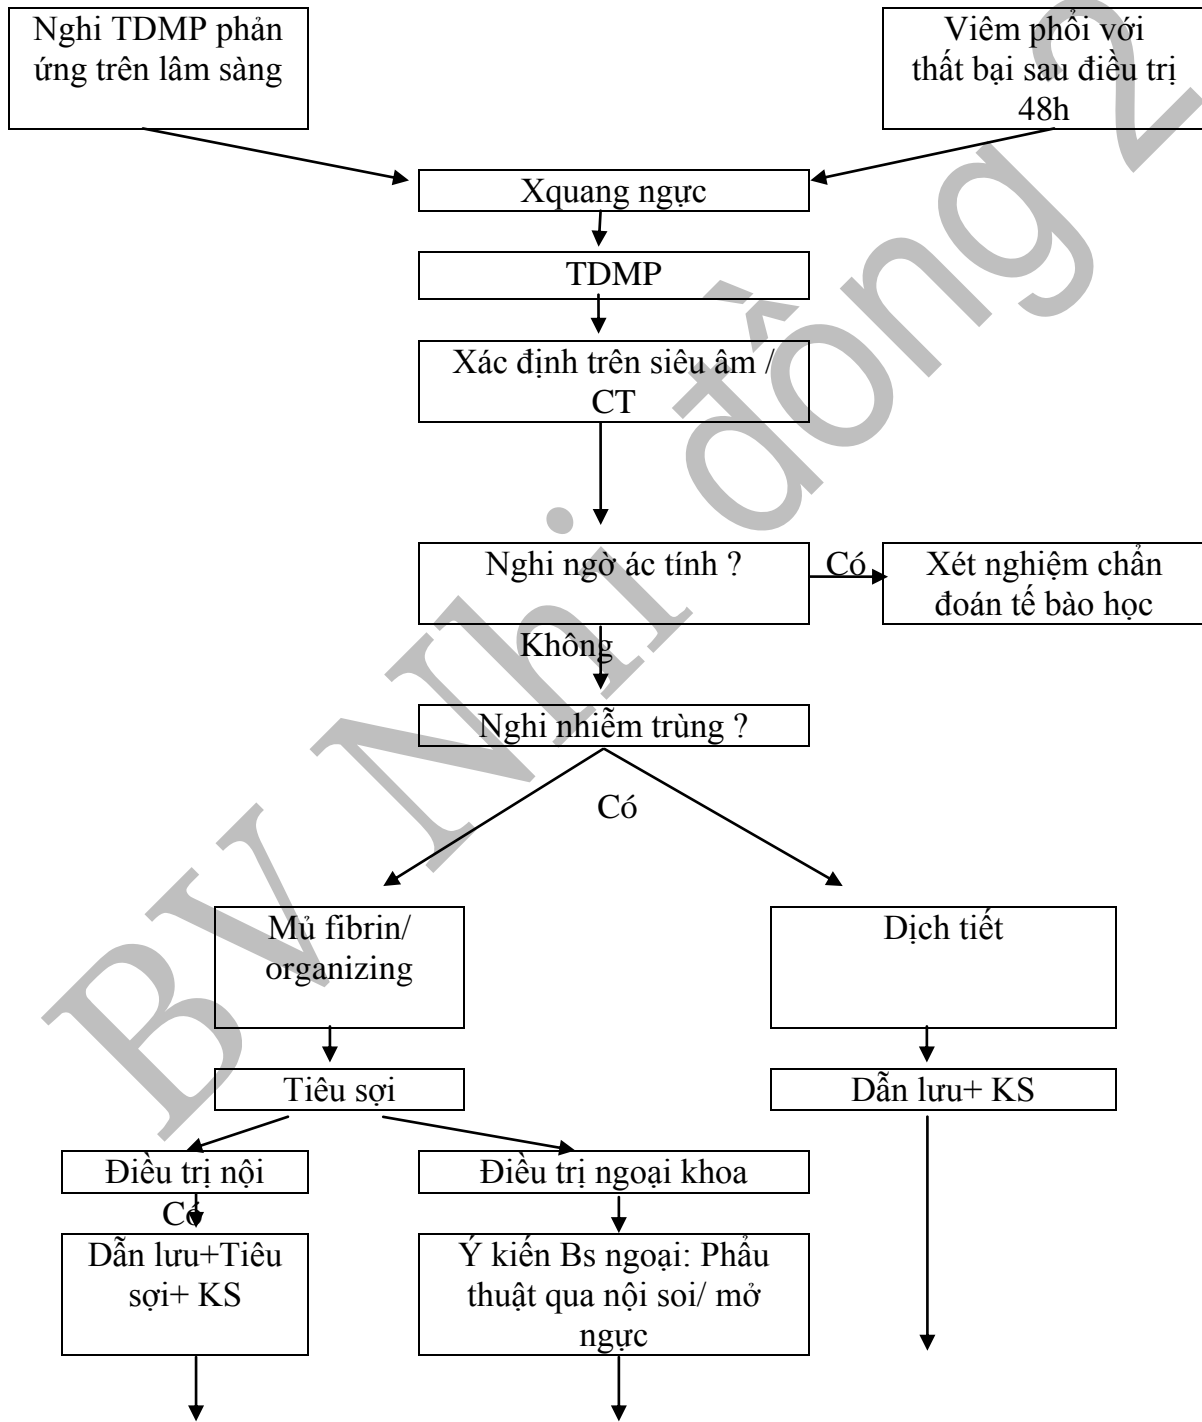 Nghi TDMP phản
ứng trên lâm sàng
Viêm phổi với
thất bại sau điều trị
48h
Xquang ngực
TDMP
Xác định trên siêu âm /
CT
Nghi ngờ ác tính ?
Có
Xét nghiệm chẩn
đoán tế bào học
Không
Nghi nhiễm trùng ?
Có
Mủ fibrin/
organizing
Dịch tiết
Tiêu sợi
Dẫn lưu+ KS
Điều trị nội
Điều trị ngoại khoa
Có
Dẫn lưu+Tiêu
sợi+ KS
Ý kiến Bs ngoại: Phẩu
thuật qua nội soi/ mở
ngực
BV Nhi đồng 2